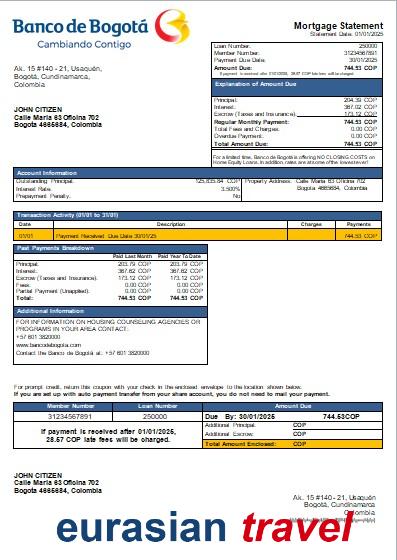 Banco de Bogotá
Cambiando Contigo
Mortgage Statement
Statement Date: 01/01/2025
Ak. 15 #140 - 21, Usaquén,
Bogotá, Cundinamarca,
Colombia
JOHN CITIZEN
Calle Maria 63 Oficina 702
Bogota 4665684, Colombia
Loan Number: 250000
Member Number: 31234567891
Payment Due Date: 30/01/2025
Amount Due: 744.53 COP
If payment is received after 01/01/2025, 28.57 COP late fees will be charged.
Explanation of Amount Due
Principal: 204.39 COP
Interest: 367.02 COP
Escrow (Taxes and Insurance): 173.12 COP
Regular Monthly Payment: 744.53 COP
Total Fees and Charges: 0.00 COP
Overdue Payment: 0.00 COP
Total Amount Due: 744.53 COP
For a limited time, Banco de Bogotá is offering NO CLOSING COSTS on
Home Equity Loans. In addition, rates are at some of the lowest ever!
Account Information
Outstanding Principal: 125,835.84 COP
Interest Rate: 3.500%
Prepayment Penalty: No
Property Address: Calle Maria 63 Oficina 702
Bogota 4665684, Colombia
Transaction Activity (01/01 to 31/01)
Date Description Charges Payments
01/01 Payment Received Due Date 30/01/25 744.53 COP
Past Payments Breakdown
Paid Last Month Paid Year To Date
Principal: 203.79 COP 203.79 COP
Interest: 367.62 COP 367.62 COP
Escrow (Taxes and Insurance): 173.12 COP 173.12 COP
Fees: 0.00 COP 0.00 COP
Partial Payment (Unapplied): 0.00 COP 0.00 COP
Total: 744.53 COP 744.53 COP
Additional Information
FOR INFORMATION ON HOUSING COUNSELING AGENCIES OR
PROGRAMS IN YOUR AREA CONTACT:
+57 601 3820000
www.bancodebogota.com
Contact the Banco de Bogotá at: +57 601 3820000
For prompt credit, return this coupon with your check in the enclosed envelope to the location shown below.
If you are set up with auto payment transfer from your share account, you do not need to mail your payment.
Member Number Loan Number Amount Due
31234567891 250000 Due By: 30/01/2025 744.53COP
If payment is received after 01/01/2025,
28.57 COP late fees will be charged.
Additional Principal: COP
Additional Escrow: COP
Total Amount Enclosed: COP
JOHN CITIZEN
Calle Maria 63 Oficina 702
Bogota 4665684, Colombia
Ak. 15 #140 - 21, Usaquén
Bogotá, Cundinamarca
Colombia
eurasian travel